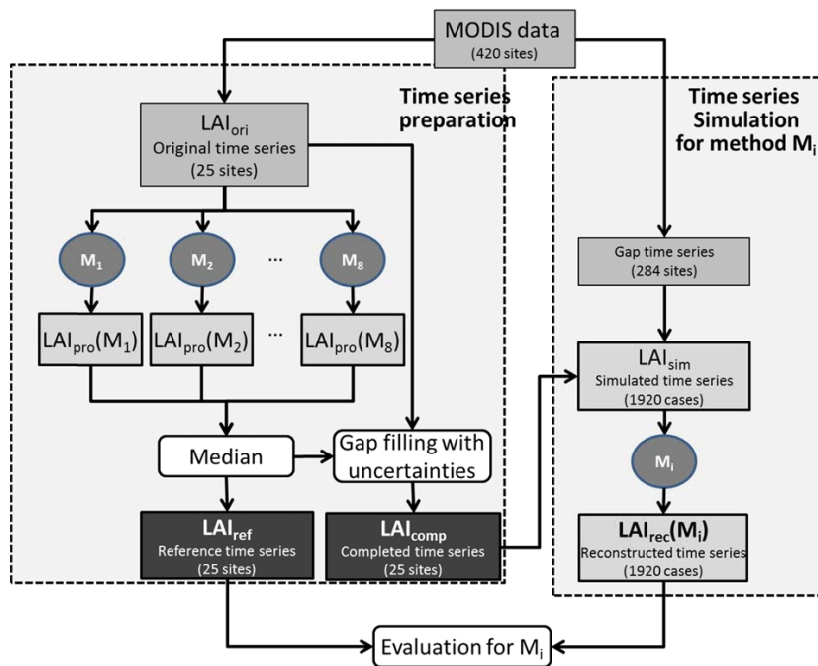 MODIS data
(420 sites)
Time series
preparation
LAIori
Original time series
(25 sites)
M1
M2
...
M8
LAIpro(M1)
LAIpro(M2)
...
LAIpro(M8)
Median
Gap filling with
uncertainties
LAIref
Reference time series
(25 sites)
LAIcomp
Completed time series
(25 sites)
Time series
Simulation
for method Mi
Gap time series
(284 sites)
LAIsim
Simulated time series
(1920 cases)
Mi
LAIrec(Mi)
Reconstructed time series
(1920 cases)
Evaluation for Mi